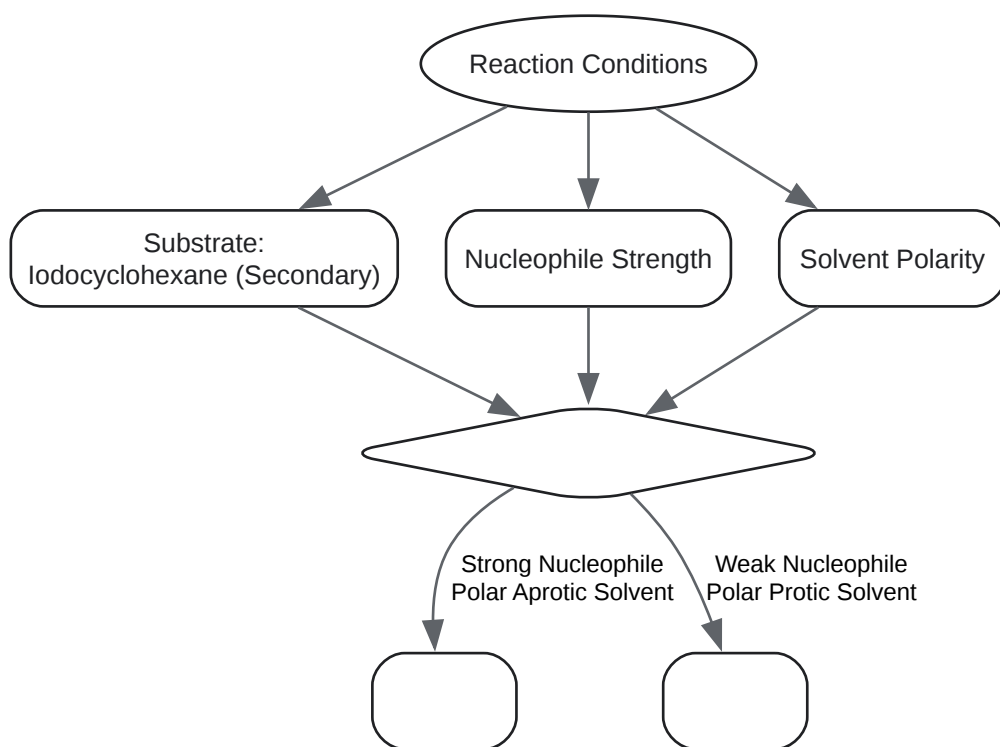 Reaction Conditions
Substrate:
Iodocyclohexane (Secondary)
Nucleophile Strength
Solvent Polarity
Strong Nucleophile
Polar Aprotic Solvent
Weak Nucleophile
Polar Protic Solvent